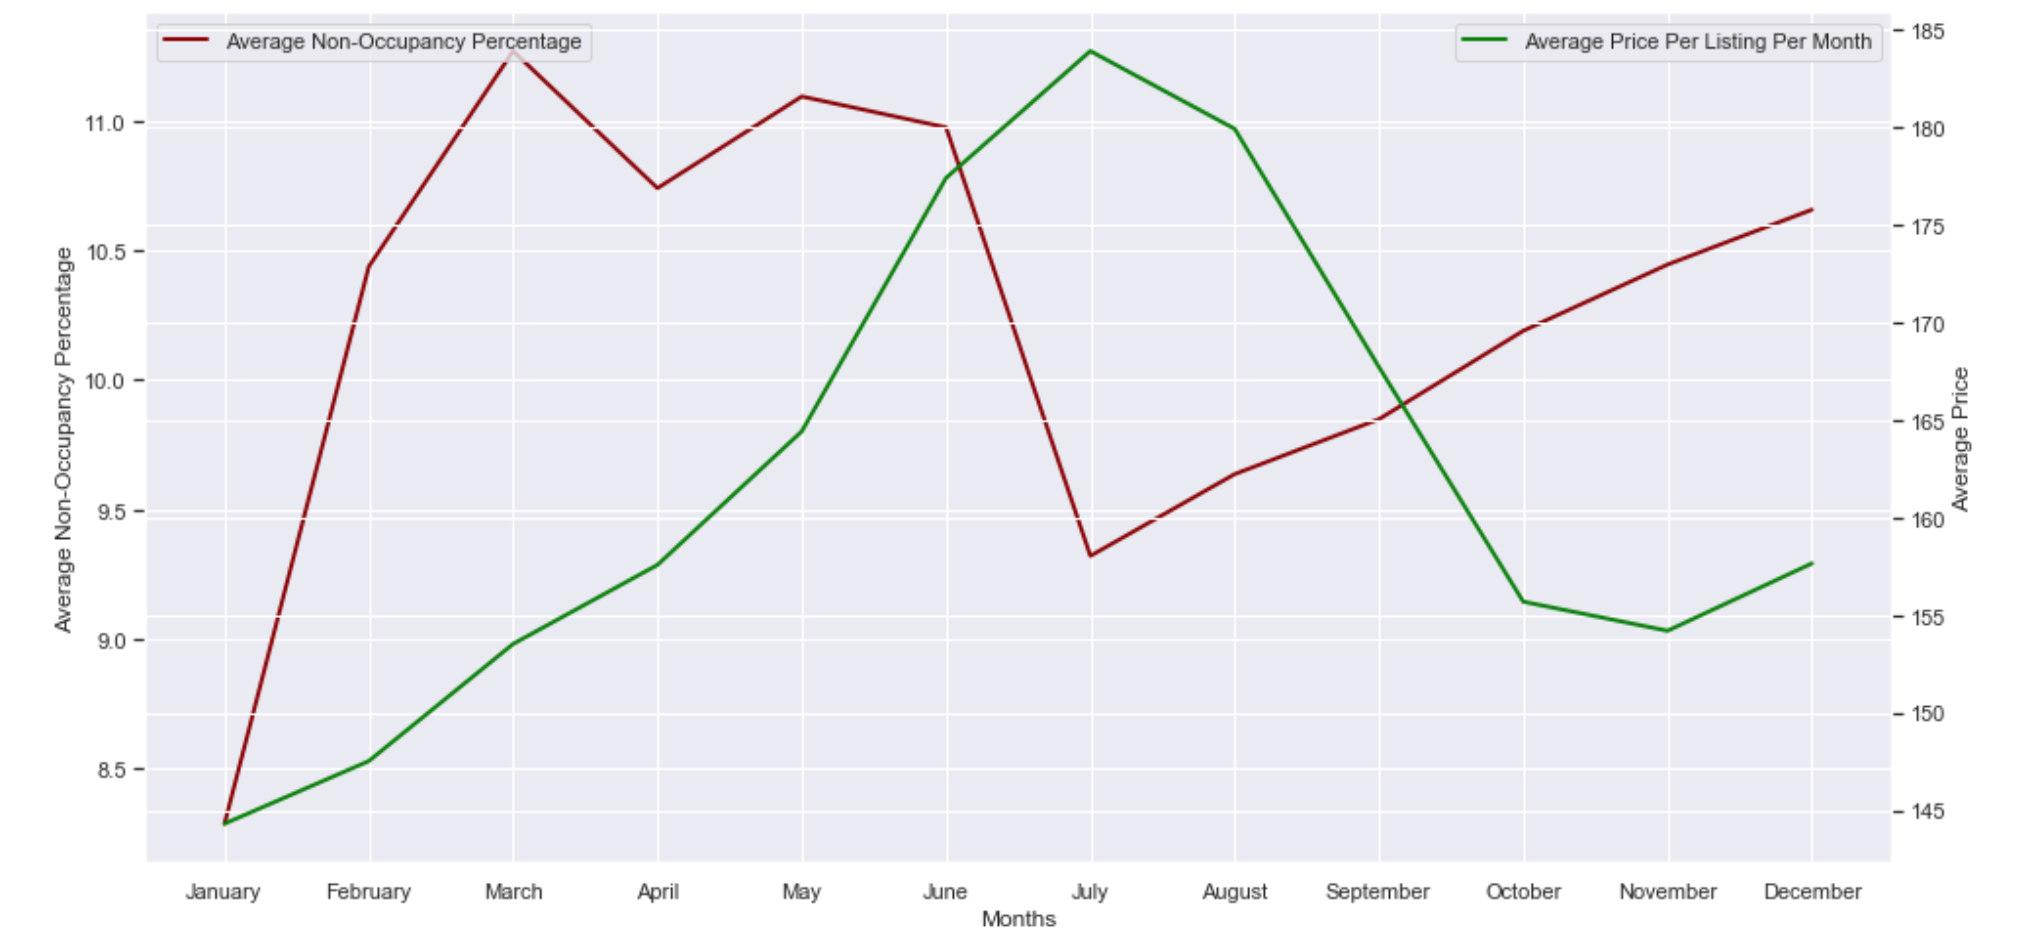 Average Non-Occupancy Percentage
Average Price Per Listing Per Month
11.0
10.5
10.0
9.5
9.0
8.5
Average Non-Occupancy Percentage
185
180
175
170
165
160
155
150
145
Average Price
January February March April May June July August September October November December
Months